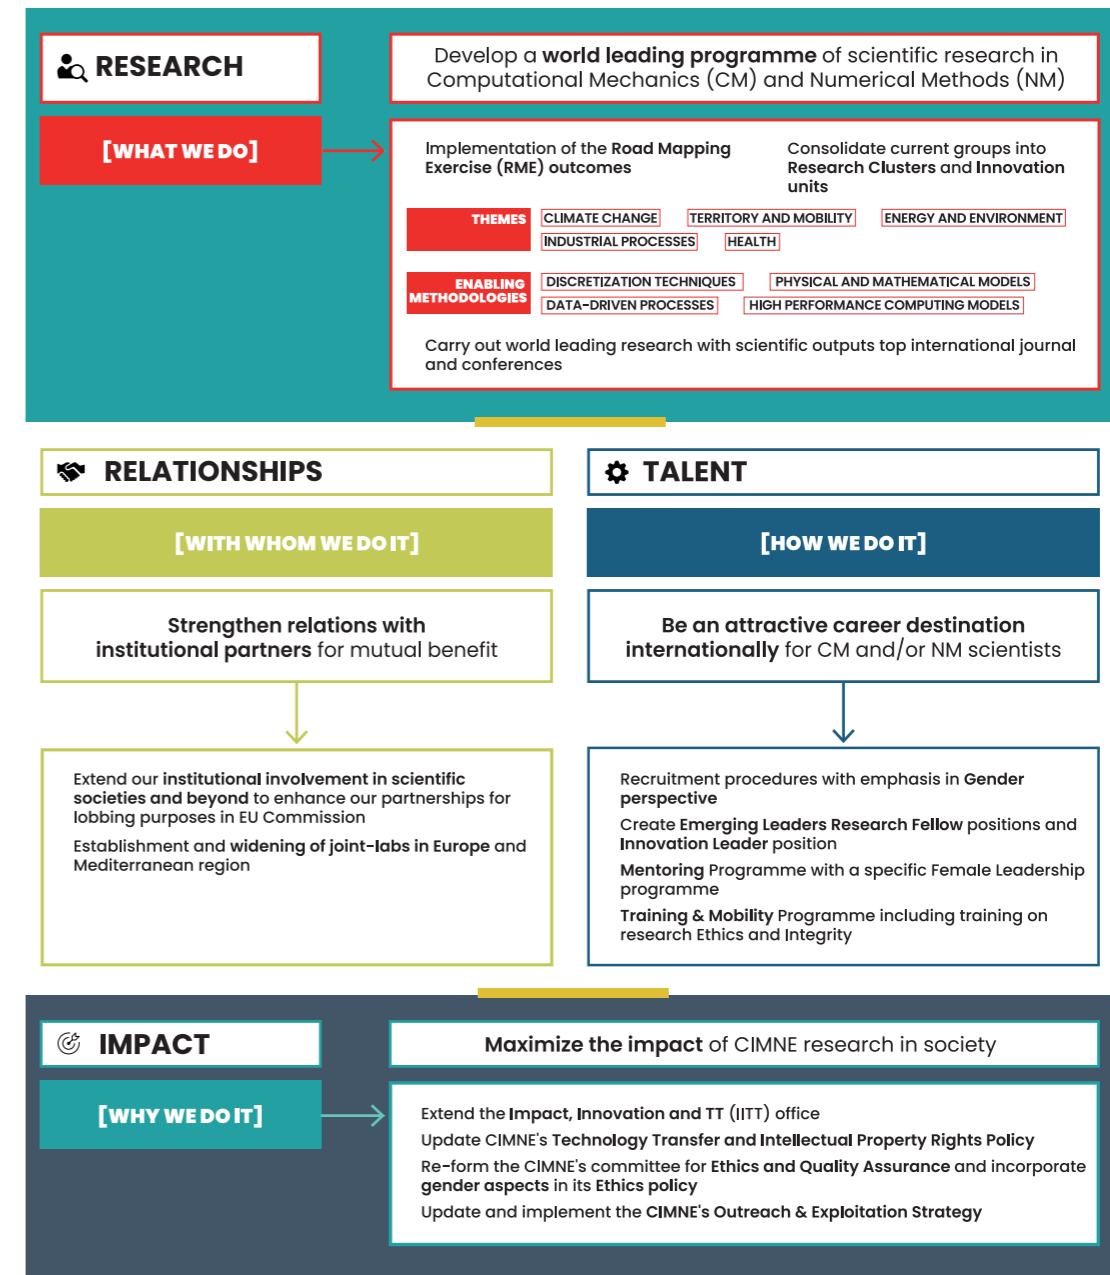 RESEARCH
Develop a world leading programme of scientific research in
Computational Mechanics (CM) and Numerical Methods (NM)
[WHAT WE DO]
Implementation of the Road Mapping
Exercise (RME) outcomes
Consolidate current groups into
Research Clusters and Innovation
units
THEMES
CLIMATE CHANGE
TERRITORY AND MOBILITY
ENERGY AND ENVIRONMENT
INDUSTRIAL PROCESSES
HEALTH
ENABLING
METHODOLOGIES
DISCRETIZATION TECHNIQUES
PHYSICAL AND MATHEMATICAL MODELS
DATA-DRIVEN PROCESSES
HIGH PERFORMANCE COMPUTING MODELS
Carry out world leading research with scientific outputs top international journal
and conferences
RELATIONSHIPS
[WITH WHOM WE DO IT]
Strengthen relations with
institutional partners for mutual benefit
Extend our institutional involvement in scientific
societies and beyond to enhance our partnerships for
lobbing purposes in EU Commission
Establishment and widening of joint-labs in Europe and
Mediterranean region
TALENT
[HOW WE DO IT]
Be an attractive career destination
internationally for CM and/or NM scientists
Recruitment procedures with emphasis in Gender
perspective
Create Emerging Leaders Research Fellow positions and
Innovation Leader position
Mentoring Programme with a specific Female Leadership
programme
Training & Mobility Programme including training on
research Ethics and Integrity
IMPACT
Maximize the impact of CIMNE research in society
[WHY WE DO IT]
Extend the Impact, Innovation and TT (IITT) office
Update CIMNE's Technology Transfer and Intellectual Property Rights Policy
Re-form the CIMNE's committee for Ethics and Quality Assurance and incorporate
gender aspects in its Ethics policy
Update and implement the CIMNE's Outreach & Exploitation Strategy